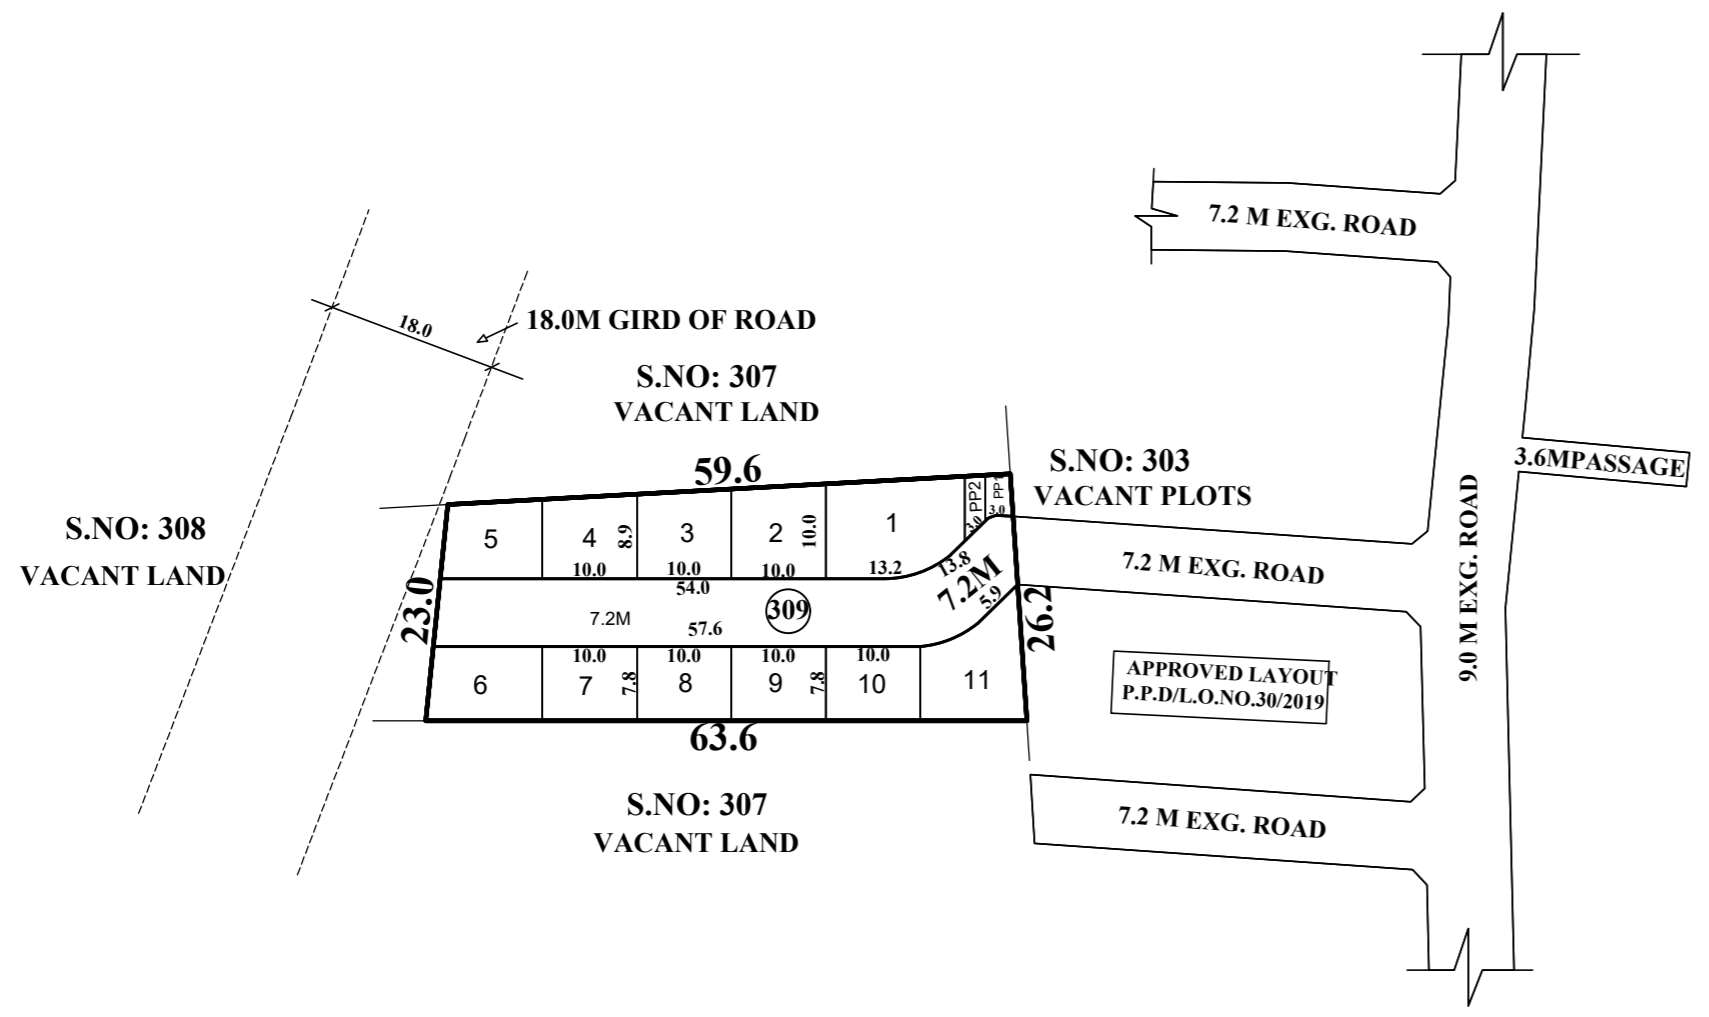 7.2 M EXG. ROAD
18.0
18.0M GIRD OF ROAD
S.NO: 307
VACANT LAND
59.6
S.NO: 303
VACANT PLOTS
3.6MPASSAGE
S.NO: 308
VACANT LAND
5
4
8.9
3
2
10.0
1
PP2
PP1
3.0
3.0
10.0
10.0
10.0
13.2
13.8
7.2M
5.9
54.0
7.2M
57.6
309
23.0
26.2
7.2 M EXG. ROAD
9.0 M EXG. ROAD
10.0
10.0
10.0
10.0
6
7
7.8
8
9
7.8
10
11
APPROVED LAYOUT
P.P.D/L.O.NO.30/2019
63.6
S.NO: 307
VACANT LAND
7.2 M EXG. ROAD